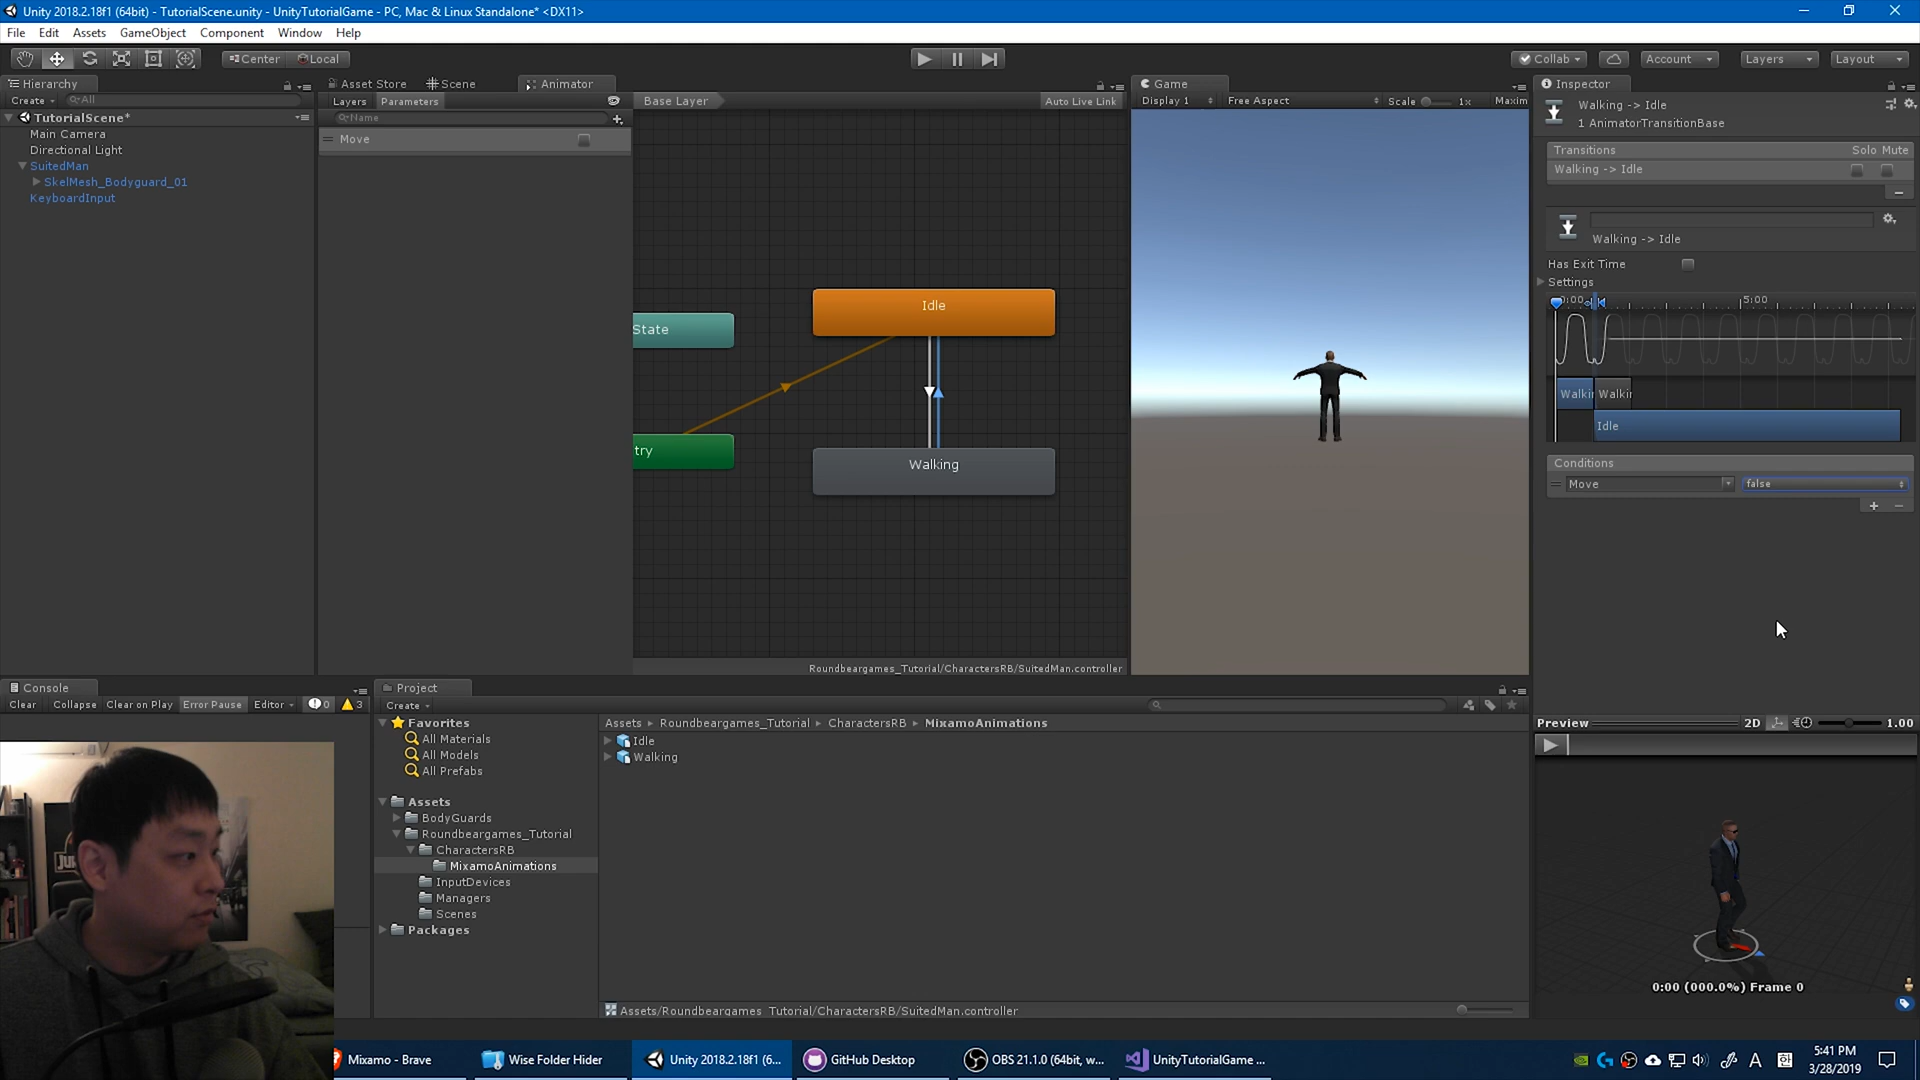 Unity 2018.2.18f1 (64bit) - TutorialScene.unity - UnityTutorialGame - PC, Mac & Linux Standalone* <DX11>
File Edit Assets GameObject Component Window Help
Center Local Collab Account Layers Layout
Hierarchy
Create All
TutorialScene*
Main Camera
Directional Light
SuitedMan
SkelMesh_Bodyguard_01
KeyboardInput
Asset Store Scene Animator
Layers Parameters Base Layer Auto Live Link
Name
Move
State
try
Idle
Walking
Roundbeargames_Tutorial/CharactersRB/SuitedMan.controller
Game
Display 1 Free Aspect Scale 1x Maxim
Inspector
Walking -> Idle
1 AnimatorTransitionBase
Transitions Solo Mute
Walking -> Idle
Walking -> Idle
Has Exit Time
Settings
0:00 5:00
Walkin Walkin
Idle
Conditions
Move false
Preview 2D 1.00
0:00 (000.0%) Frame 0
Console
Clear Collapse Clear on Play Error Pause Editor 0 3
Project
Create
Favorites
All Materials
All Models
All Prefabs
Assets
BodyGuards
Roundbeargames_Tutorial
CharactersRB
MixamoAnimations
InputDevices
Managers
Scenes
Packages
Assets Roundbeargames_Tutorial CharactersRB MixamoAnimations
Idle
Walking
Assets/Roundbeargames_Tutorial/CharactersRB/SuitedMan.controller
Mixamo - Brave Wise Folder Hider Unity 2018.2.18f1 (6... GitHub Desktop OBS 21.1.0 (64bit, w... UnityTutorialGame ...
A 한 5:41 PM
3/28/2019